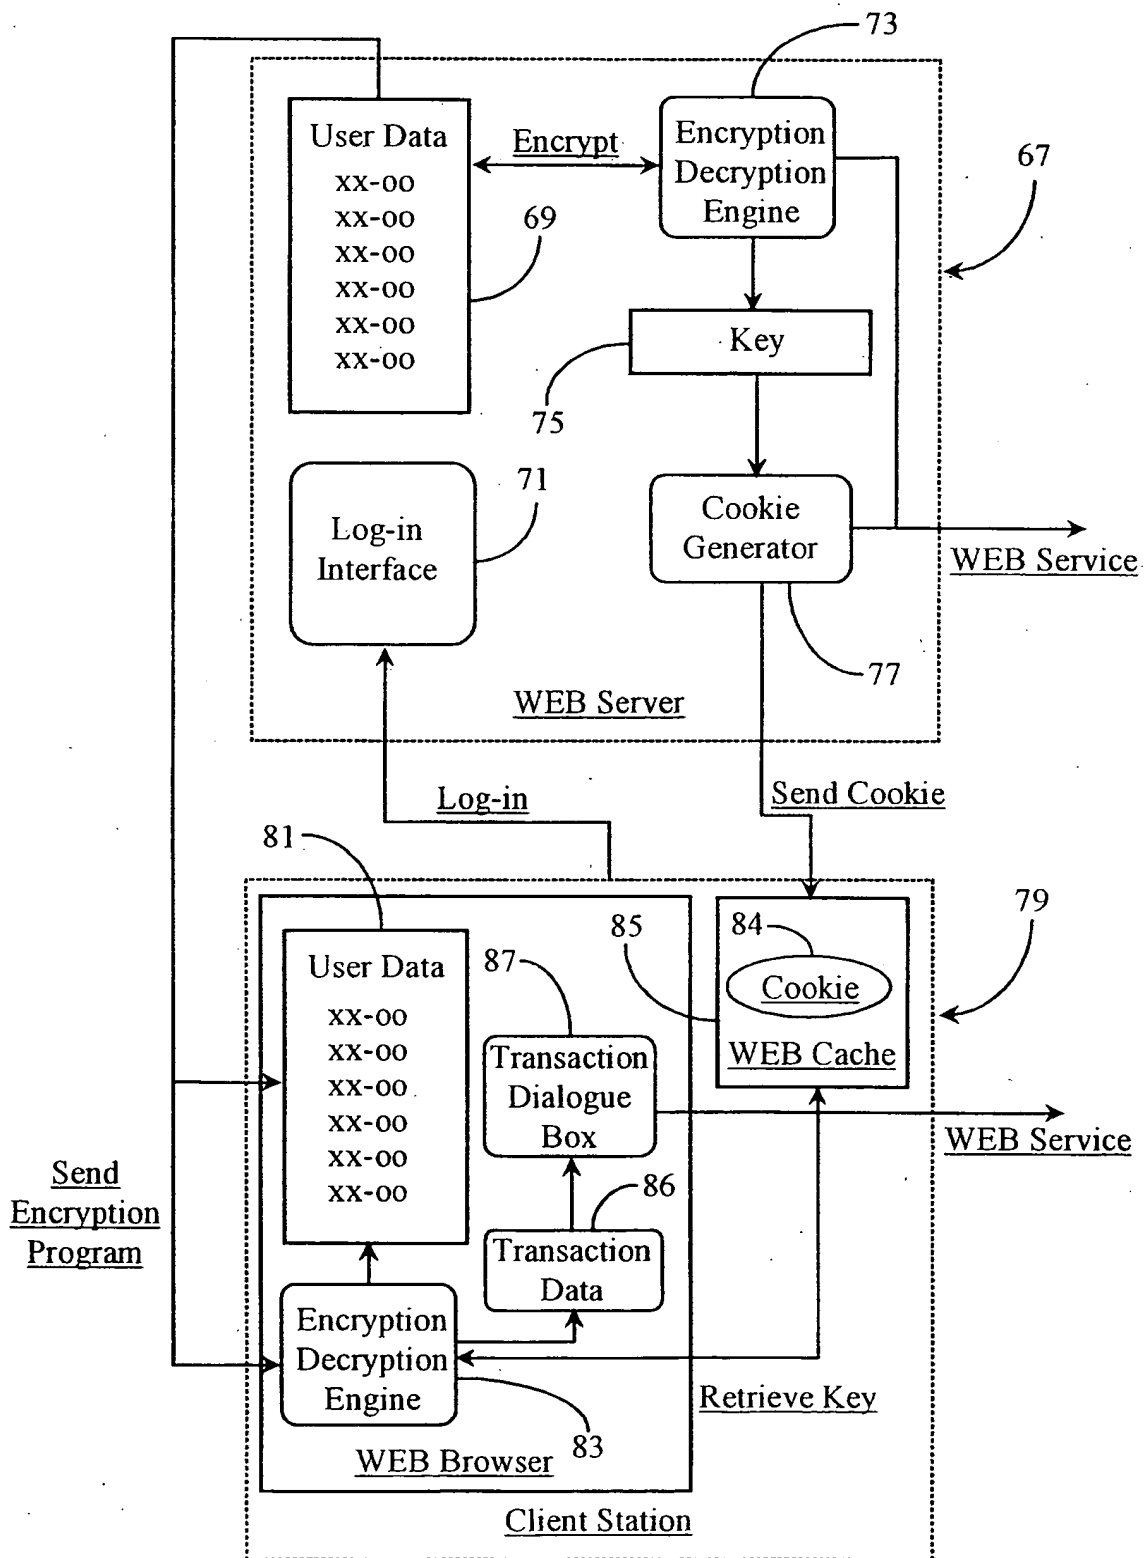 73
User Data
xx-oo
xx-oo
xx-oo
xx-oo
xx-oo
xx-oo
Encrypt
Encryption
Decryption
Engine
67
69
Key
75
71
Log-in
Interface
Cookie
Generator
WEB Service
77
WEB Server
Log-in
Send Cookie
81
79
85
84
Cookie
WEB Cache
User Data
xx-oo
xx-oo
xx-oo
xx-oo
xx-oo
xx-oo
87
Transaction
Dialogue
Box
WEB Service
Send
Encryption
Program
86
Transaction
Data
Encryption
Decryption
Engine
Retrieve Key
83
WEB Browser
Client Station